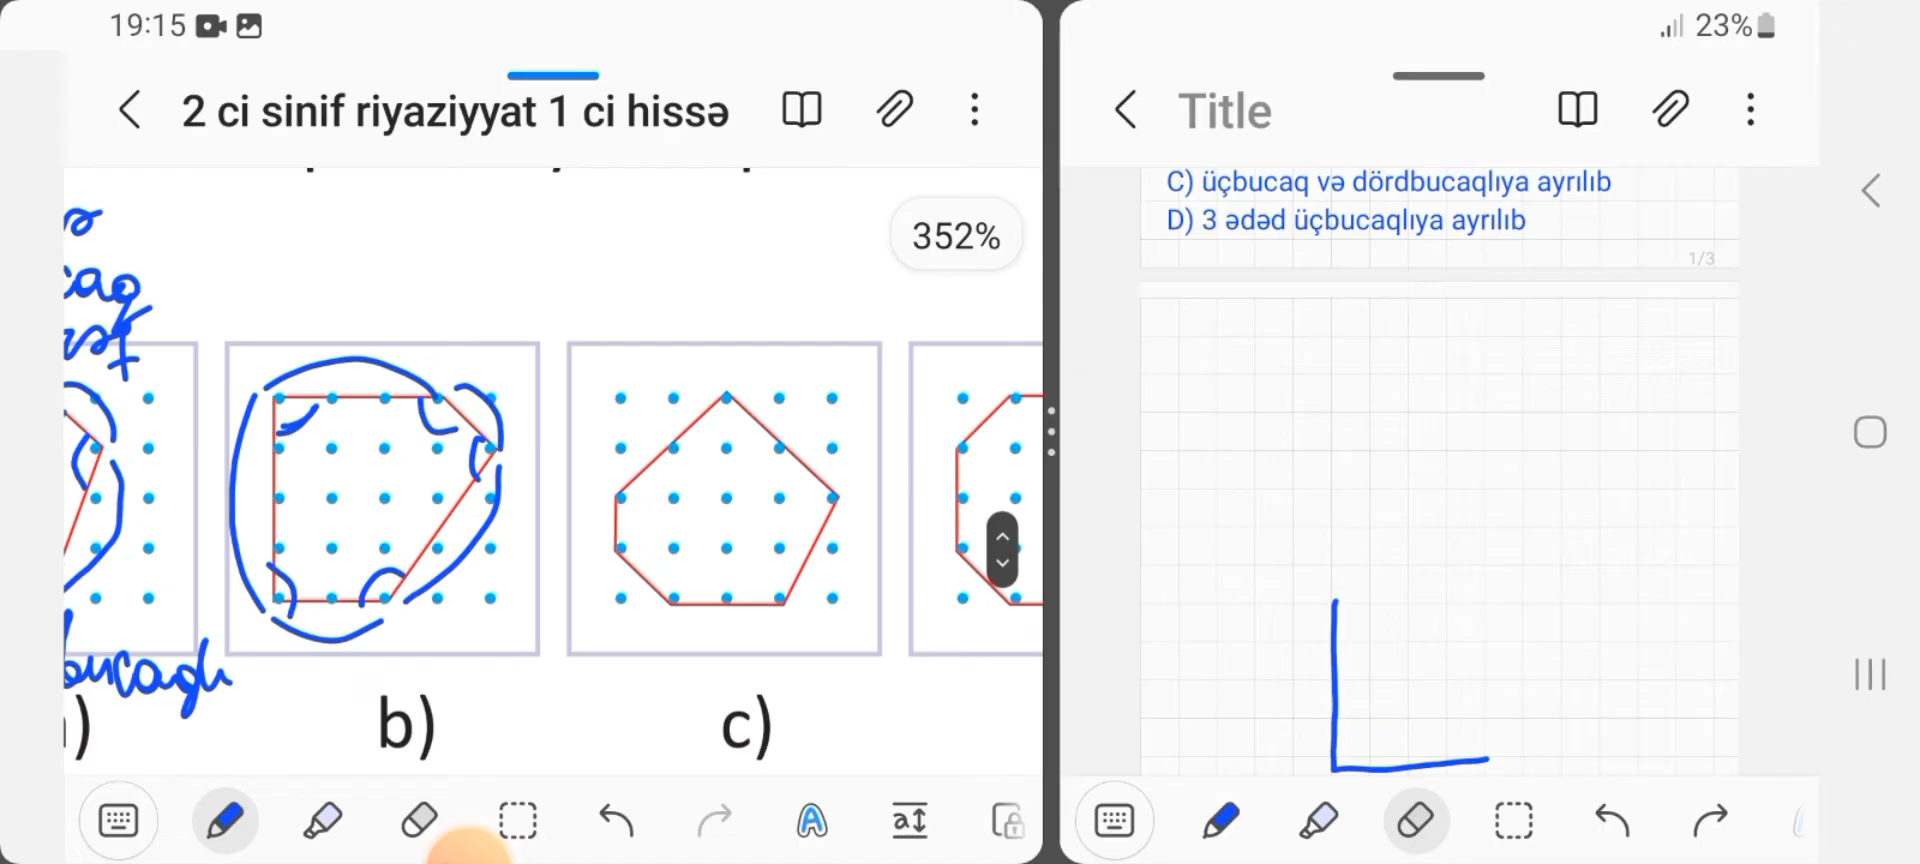 19:15
23%
2 ci sinif riyaziyyat 1 ci hissə
352%
b)
c)
Title
C) üçbucaq və dördbucaqlıya ayrılıb
D) 3 ədəd üçbucaqlıya ayrılıb
1/3